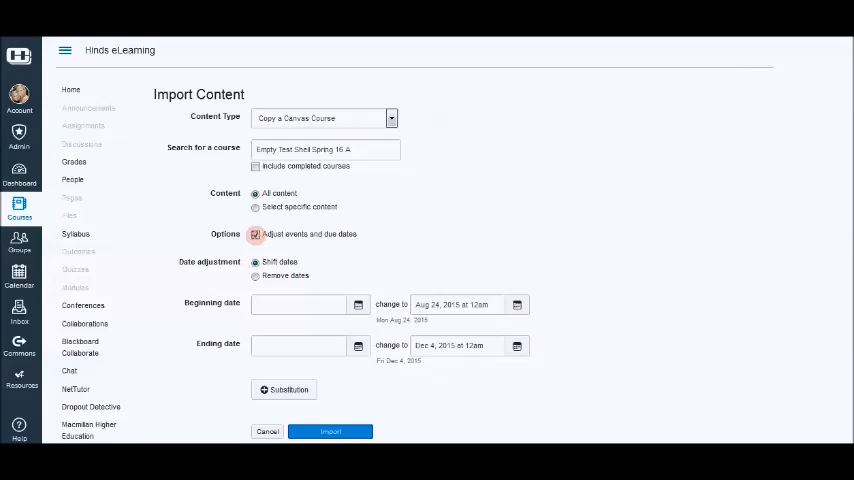 Hinds eLearning
Account
Admin
Dashboard
Courses
Groups
Calendar
Inbox
Commons
Resources
Help
Home
Announcements
Assignments
Discussions
Grades
People
Pages
Files
Syllabus
Outcomes
Quizzes
Modules
Conferences
Collaborations
Blackboard
Collaborate
Chat
NetTutor
Dropout Detective
Macmilan Higher
Education
Import Content
Content Type Copy a Canvas Course
Search for a course Empty Test Shell Spring 16 A
Include completed courses
Content All content
Select specific content
Options Adjust events and due dates
Date adjustment Shift dates
Remove dates
Beginning date change to Aug 24, 2015 at 12am
Mon Aug 24, 2015
Ending date change to Dec 4, 2015 at 12am
Fri Dec 4, 2015
Substitution
Cancel Import